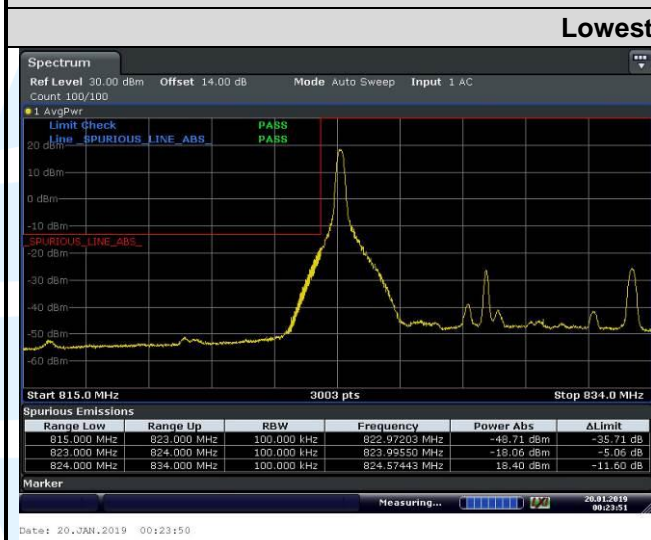 Lowest
Spectrum
Ref Level 30.00 dBm Offset 14.00 dB Mode Auto Sweep Input 1 AC
Count 100/100
1 AvgPwr
Limit Check PASS
Line _SPURIOUS_LINE_ABS_ PASS
20 dBm
10 dBm
0 dBm
-10 dBm
_SPURIOUS_LINE_ABS_
-20 dBm
-30 dBm
-40 dBm
-50 dBm
-60 dBm
Start 815.0 MHz 3003 pts Stop 834.0 MHz
Spurious Emissions
Range Low Range Up RBW Frequency Power Abs ΔLimit
815.000 MHz 823.000 MHz 100.000 kHz 822.97203 MHz -48.71 dBm -35.71 dB
823.000 MHz 824.000 MHz 100.000 kHz 823.99550 MHz -18.06 dBm -5.06 dB
824.000 MHz 834.000 MHz 100.000 kHz 824.57443 MHz 18.40 dBm -11.60 dB
Marker
Measuring... 20.01.2019
00:23:51
Date: 20.JAN.2019 00:23:50